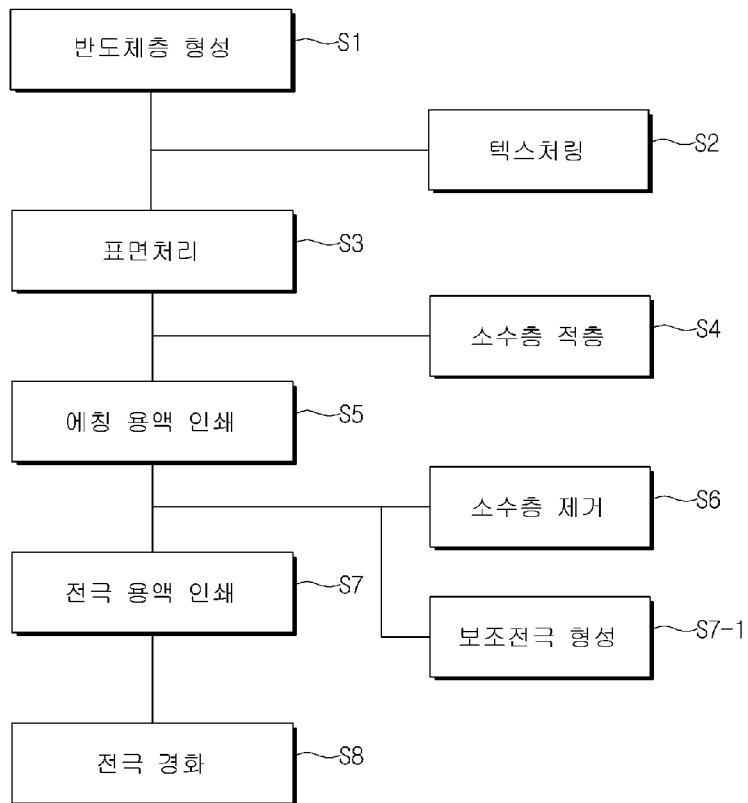 반도체층 형성
S1
텍스처링
S2
표면처리
S3
소수층 적층
S4
에칭 용액 인쇄
S5
소수층 제거
S6
전극 용액 인쇄
S7
보조전극 형성
S7-1
전극 경화
S8